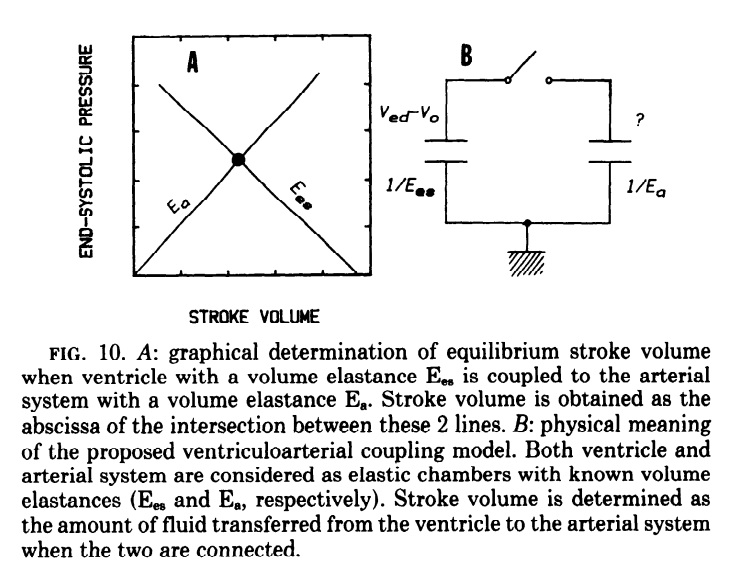 END-SYSTOLIC PRESSURE
A
Ea
Ees
STROKE VOLUME
B
Ved-Vo
?
1/Ees
1/Ea
FIG. 10. A: graphical determination of equilibrium stroke volume
when ventricle with a volume elastance Ees is coupled to the arterial
system with a volume elastance Ea. Stroke volume is obtained as the
abscissa of the intersection between these 2 lines. B: physical meaning
of the proposed ventriculoarterial coupling model. Both ventricle and
arterial system are considered as elastic chambers with known volume
elastances (Ees and Ea, respectively). Stroke volume is determined as
the amount of fluid transferred from the ventricle to the arterial system
when the two are connected.